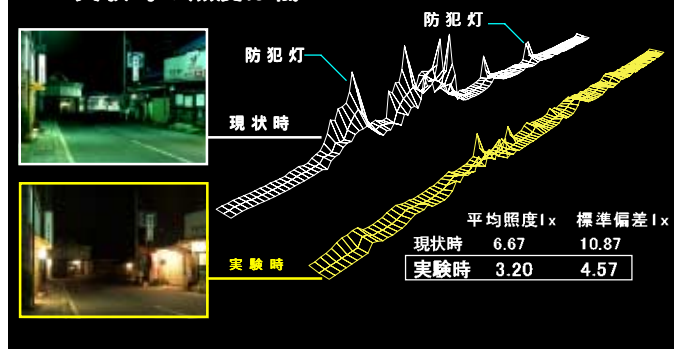 防犯灯
防犯灯
現状時
実験時
平均照度lx 標準偏差lx
現状時 6.67 10.87
実験時 3.20 4.57